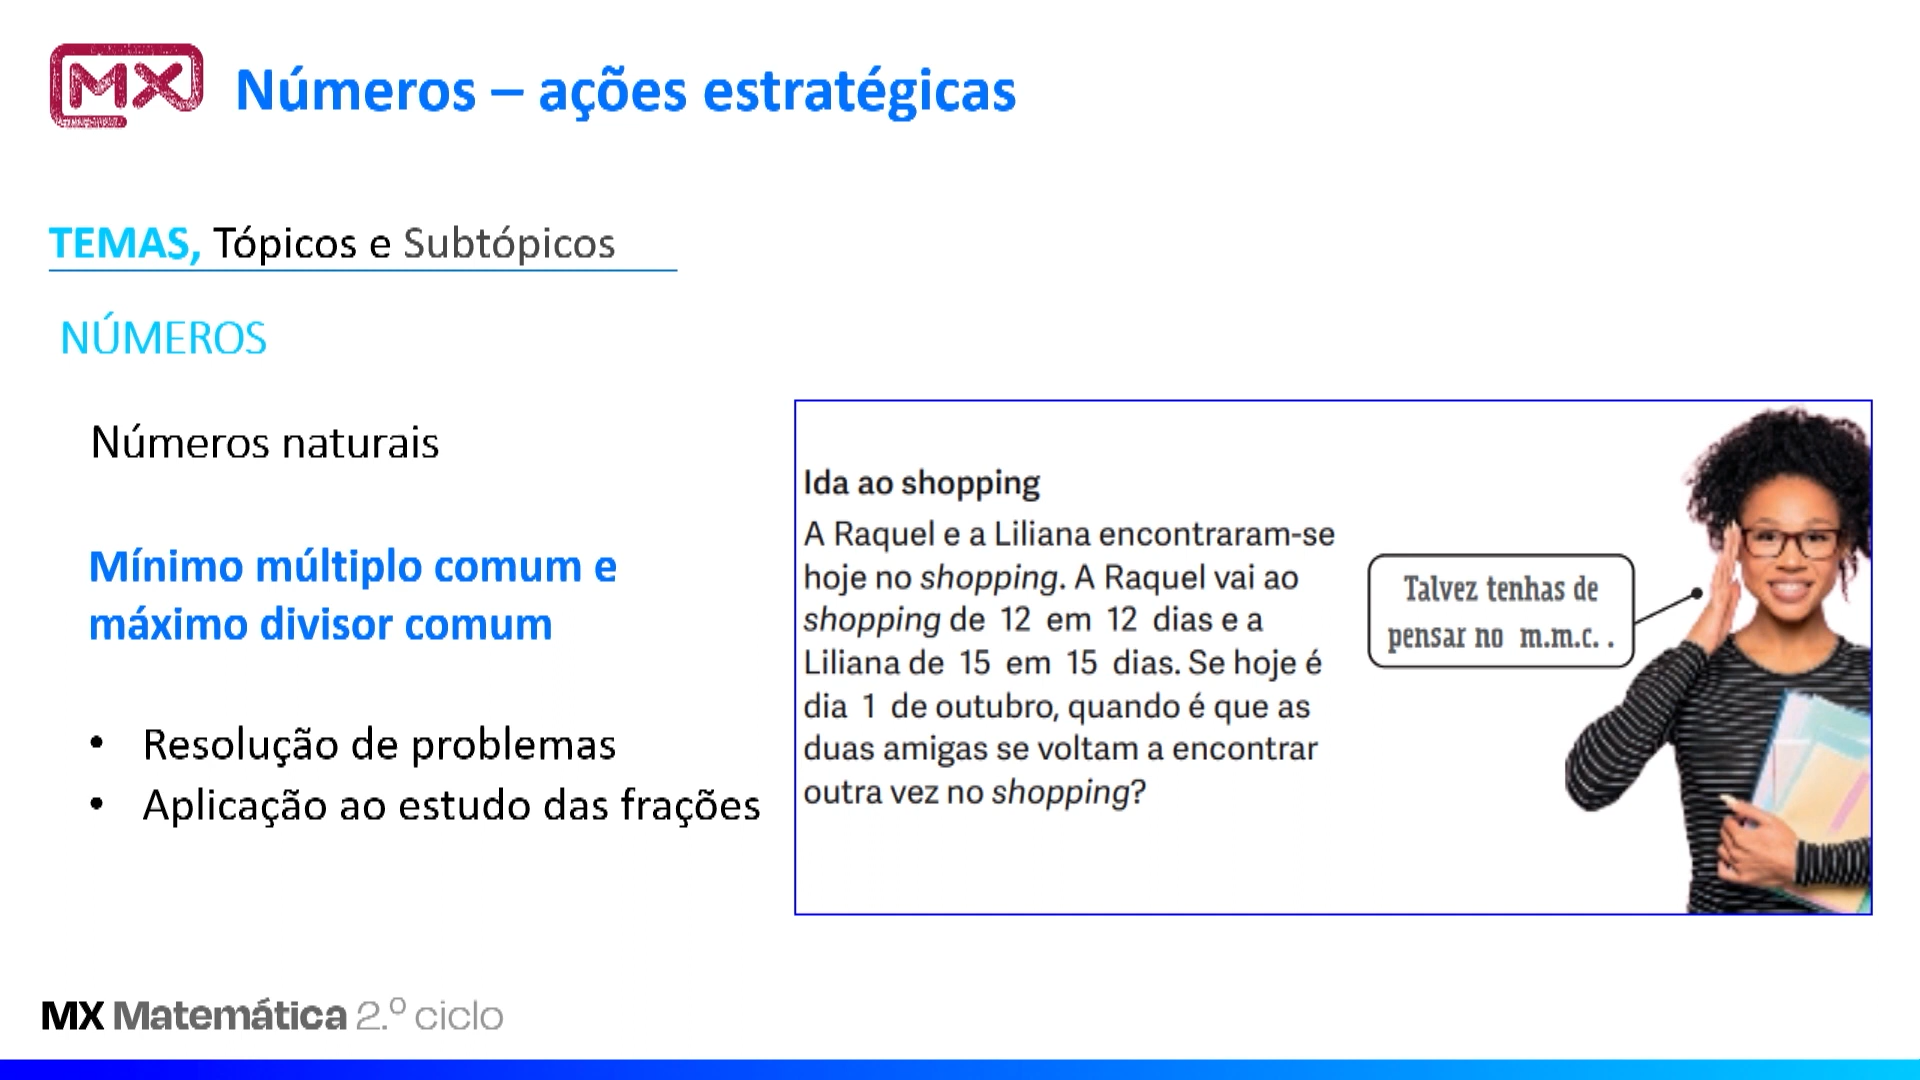 MX
Números – ações estratégicas
TEMAS, Tópicos e Subtópicos
NÚMEROS
Números naturais
Mínimo múltiplo comum e
máximo divisor comum
• Resolução de problemas
• Aplicação ao estudo das frações
Ida ao shopping
A Raquel e a Liliana encontraram-se
hoje no shopping. A Raquel vai ao
shopping de 12 em 12 dias e a
Liliana de 15 em 15 dias. Se hoje é
dia 1 de outubro, quando é que as
duas amigas se voltam a encontrar
outra vez no shopping?
Talvez tenhas de
pensar no m.m.c. .
MX Matemática 2.º ciclo